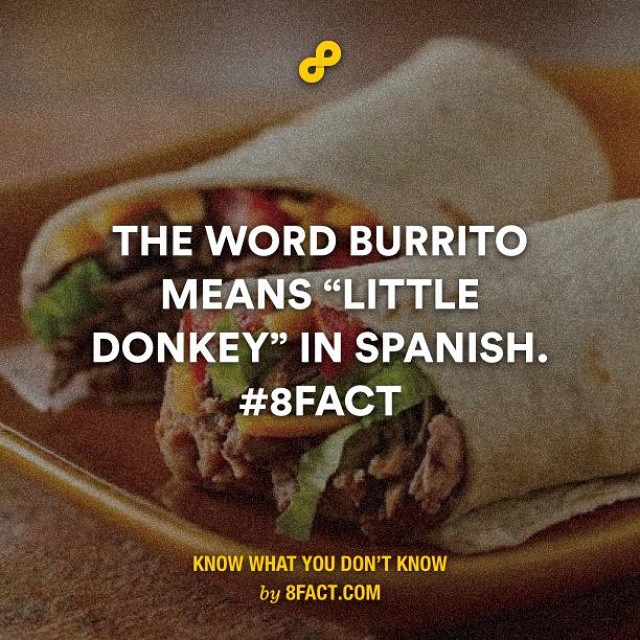 THE WORD BURRITO
MEANS “LITTLE
DONKEY” IN SPANISH.
#8FACT
KNOW WHAT YOU DON'T KNOW
by 8FACT.COM